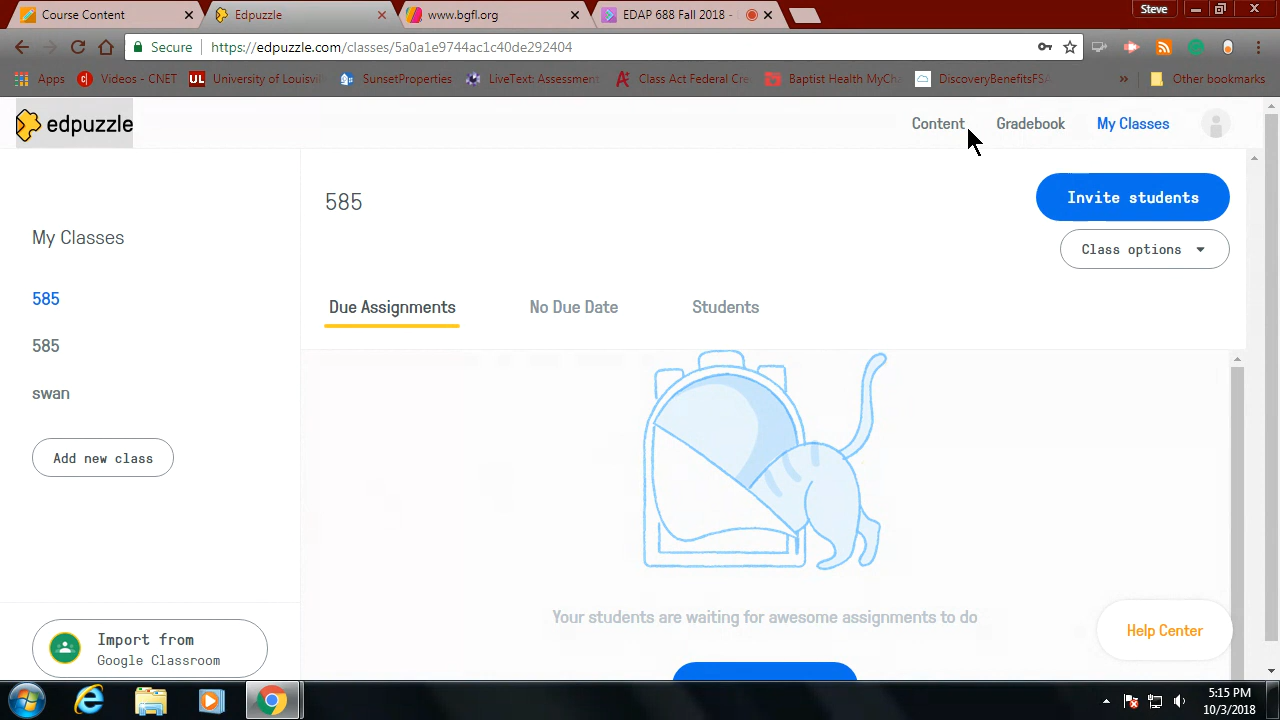 Course Content
Edpuzzle
www.bgfl.org
EDAP 688 Fall 2018 -
Steve
Secure
https://edpuzzle.com/classes/5a0a1e9744ac1c40de292404
Apps
Videos - CNET
UL
University of Louisvill
SunsetProperties
LiveText: Assessment
Class Act Federal Cre
Baptist Health MyCha
DiscoveryBenefitsFSA
»
Other bookmarks
edpuzzle
Content
Gradebook
My Classes
585
Invite students
Class options
My Classes
585
585
swan
Add new class
Due Assignments
No Due Date
Students
Your students are waiting for awesome assignments to do
Help Center
Import from
Google Classroom
5:15 PM
10/3/2018